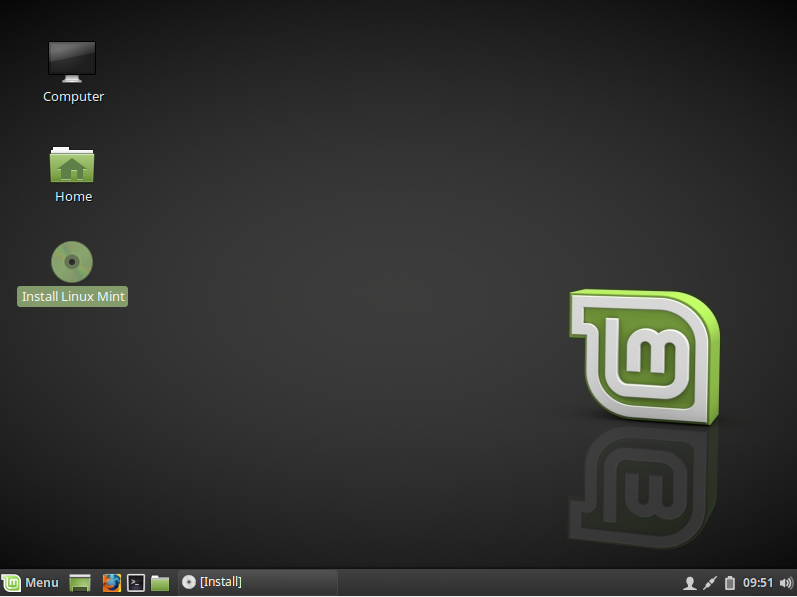 Computer
Home
Install Linux Mint
Menu
[Install]
09:51